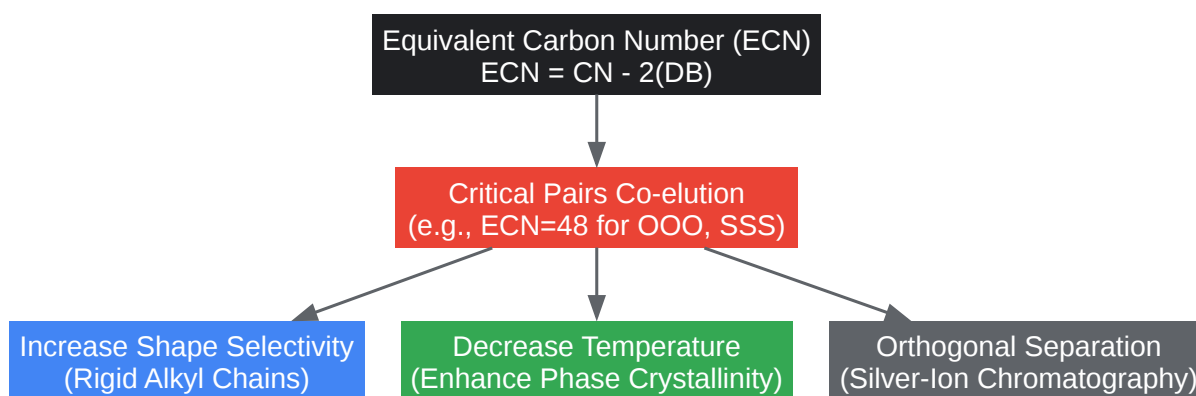 Equivalent Carbon Number (ECN)
ECN = CN - 2(DB)
Critical Pairs Co-elution
(e.g., ECN=48 for OOO, SSS)
Increase Shape Selectivity
(Rigid Alkyl Chains)
Decrease Temperature
(Enhance Phase Crystallinity)
Orthogonal Separation
(Silver-Ion Chromatography)